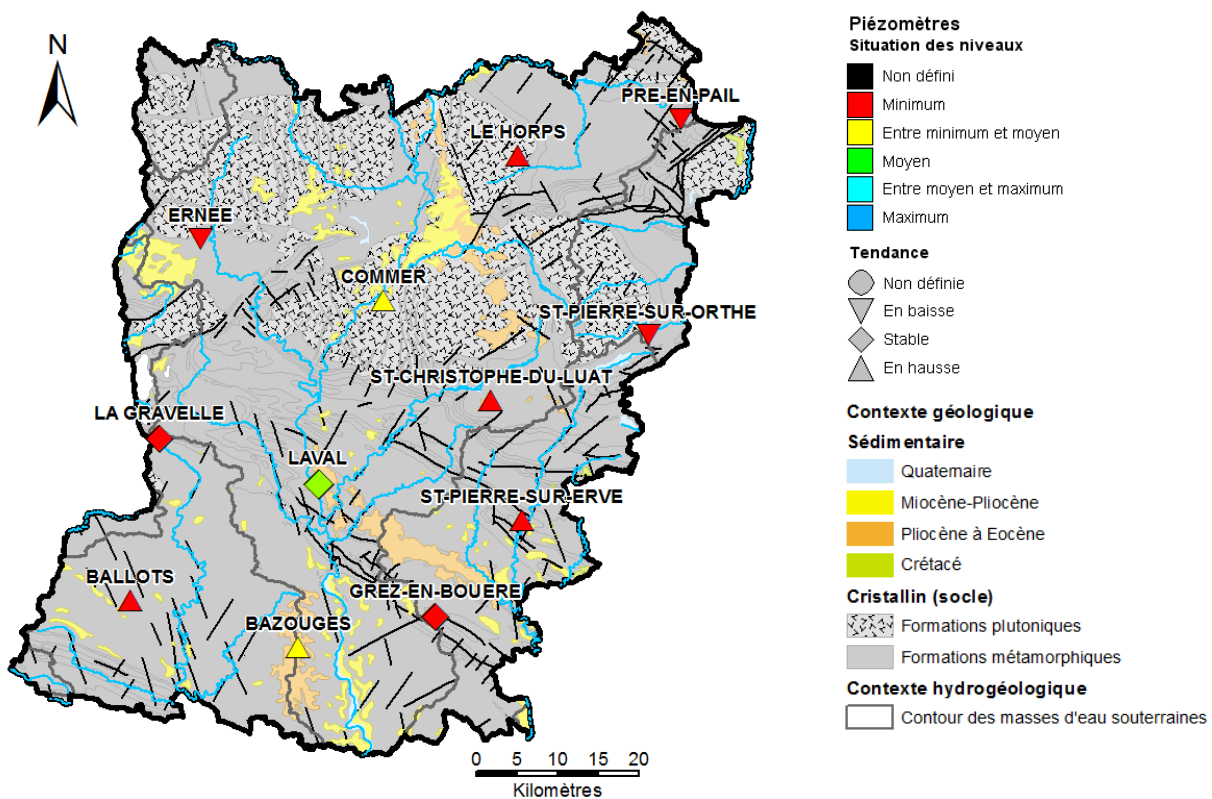 N
PRE-EN-PAIL
LE HORPS
ERNEE
COMMER
ST-PIERRE-SUR-ORTHE
ST-CHRISTOPHE-DU-LUAT
LA GRAVELLE
LAVAL
ST-PIERRE-SUR-ERVE
BALLOTS
GREZ-EN-BOUERE
BAZOUGES
0 5 10 15 20
Kilomètres
Piézomètres
Situation des niveaux
Non défini
Minimum
Entre minimum et moyen
Moyen
Entre moyen et maximum
Maximum
Tendance
Non définie
En baisse
Stable
En hausse
Contexte géologique
Sédimentaire
Quaternaire
Miocène-Pliocène
Pliocène à Eocène
Crétacé
Cristallin (socle)
Formations plutoniques
Formations métamorphiques
Contexte hydrogéologique
Contour des masses d'eau souterraines